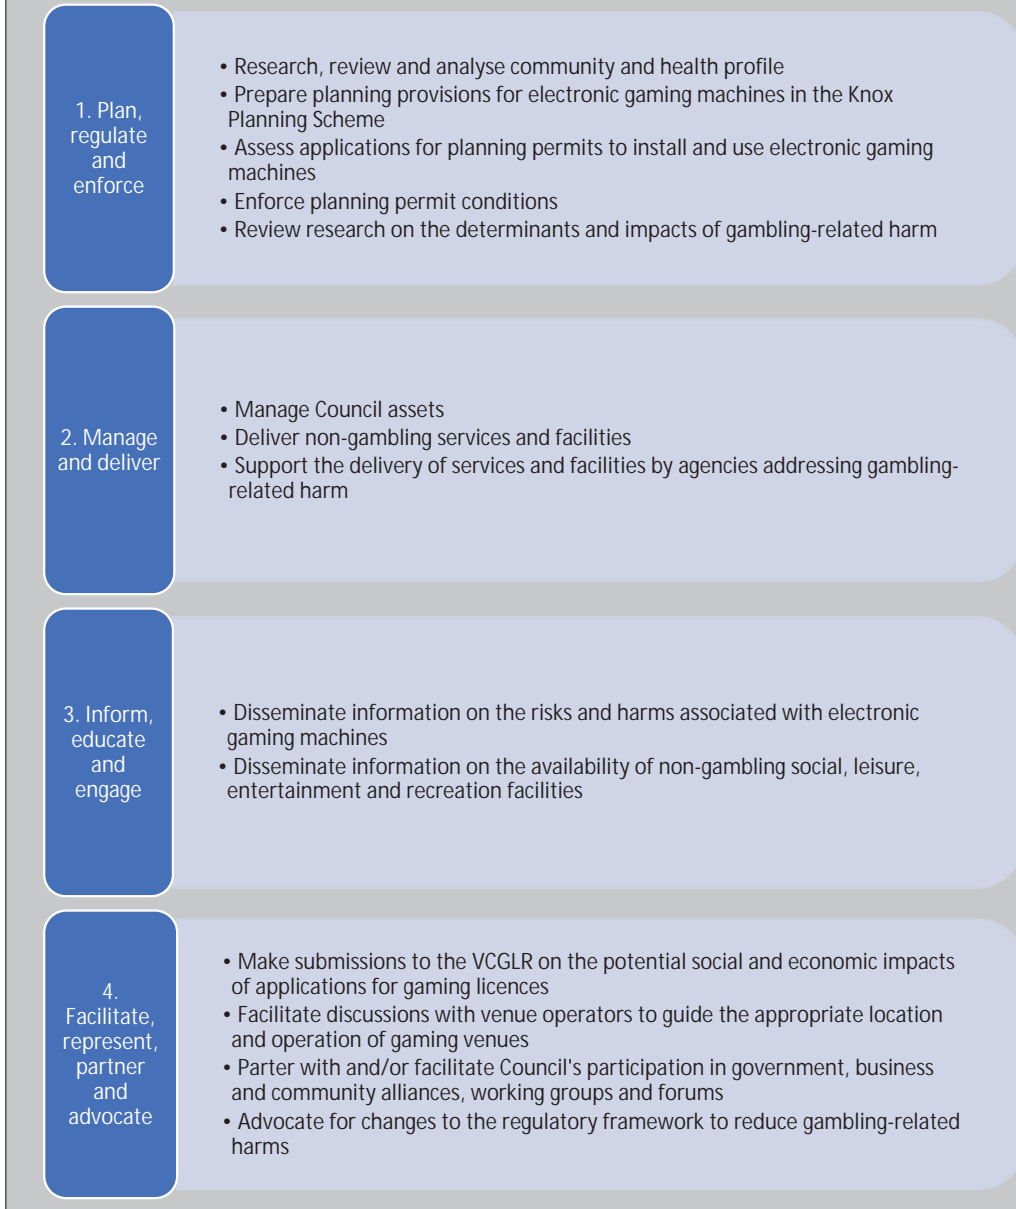 1. Plan,
regulate
and
enforce
• Research, review and analyse community and health profile
• Prepare planning provisions for electronic gaming machines in the Knox
Planning Scheme
• Assess applications for planning permits to install and use electronic gaming
machines
• Enforce planning permit conditions
• Review research on the determinants and impacts of gambling-related harm
2. Manage
and deliver
• Manage Council assets
• Deliver non-gambling services and facilities
• Support the delivery of services and facilities by agencies addressing gambling-
related harm
3. Inform,
educate
and
engage
• Disseminate information on the risks and harms associated with electronic
gaming machines
• Disseminate information on the availability of non-gambling social, leisure,
entertainment and recreation facilities
4.
Facilitate,
represent,
partner
and
advocate
• Make submissions to the VCGLR on the potential social and economic impacts
of applications for gaming licences
• Facilitate discussions with venue operators to guide the appropriate location
and operation of gaming venues
• Parter with and/or facilitate Council's participation in government, business
and community alliances, working groups and forums
• Advocate for changes to the regulatory framework to reduce gambling-related
harms